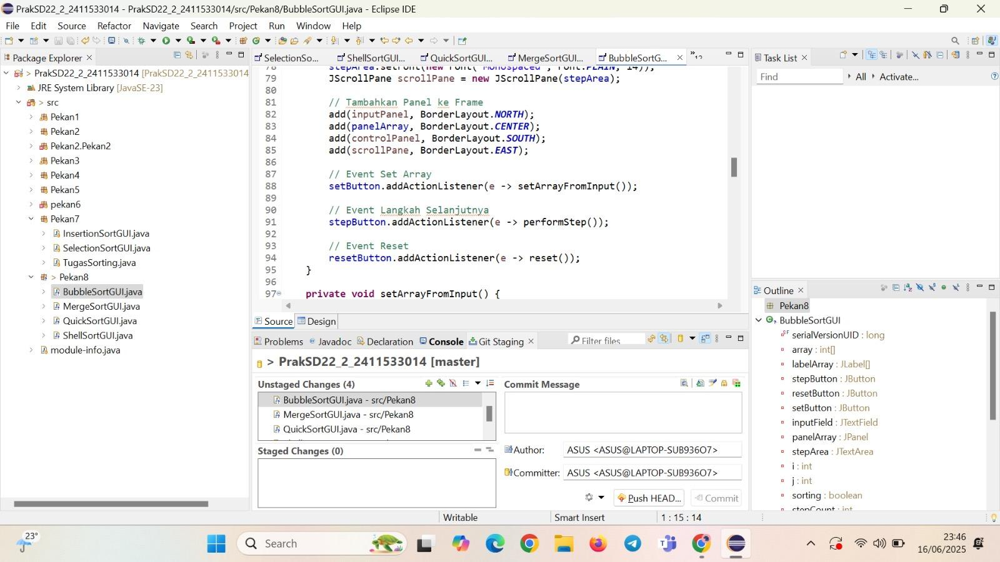 PrakSD22_2_2411533014 - PrakSD22_2_2411533014/src/Pekan8/BubbleSortGUI.java - Eclipse IDE
File Edit Source Refactor Navigate Search Project Run Window Help
Package Explorer
> PrakSD22_2_2411533014 [PrakSD22_2_2411533014
JRE System Library [JavaSE-23]
> src
Pekan1
Pekan2
Pekan2.Pekan2
Pekan3
Pekan4
Pekan5
pekan6
Pekan7
InsertionSortGUI.java
SelectionSortGUI.java
TugasSorting.java
> Pekan8
BubbleSortGUI.java
MergeSortGUI.java
QuickSortGUI.java
ShellSortGUI.java
module-info.java
SelectionSo... ShellSortGUI... QuickSortGUI... MergeSortGUI... BubbleSortG... »12
78 stepArea.setFont(new Font("Monospaced", Font.PLAIN, 14));
79 JScrollPane scrollPane = new JScrollPane(stepArea);
80
81 // Tambahkan Panel ke Frame
82 add(inputPanel, BorderLayout.NORTH);
83 add(panelArray, BorderLayout.CENTER);
84 add(controlPanel, BorderLayout.SOUTH);
85 add(scrollPane, BorderLayout.EAST);
86
87 // Event Set Array
88 setButton.addActionListener(e -> setArrayFromInput());
89
90 // Event Langkah Selanjutnya
91 stepButton.addActionListener(e -> performStep());
92
93 // Event Reset
94 resetButton.addActionListener(e -> reset());
95 }
96
97 private void setArrayFromInput() {
Source Design
Problems Javadoc Declaration Console Git Staging
Filter files
> PrakSD22_2_2411533014 [master]
Unstaged Changes (4)
BubbleSortGUI.java - src/Pekan8
MergeSortGUI.java - src/Pekan8
QuickSortGUI.java - src/Pekan8
Staged Changes (0)
Commit Message
Author: ASUS <ASUS@LAPTOP-SUB936O7>
Committer: ASUS <ASUS@LAPTOP-SUB936O7>
Push HEAD... Commit
Task List
Find All Activate...
Outline
Pekan8
BubbleSortGUI
serialVersionUID : long
array : int[]
labelArray : JLabel[]
stepButton : JButton
resetButton : JButton
setButton : JButton
inputField : JTextField
panelArray : JPanel
stepArea : JTextArea
i : int
j : int
sorting : boolean
stepCount : int
Writable Smart Insert 1 : 15 : 14
23°
Search
23:46
16/06/2025